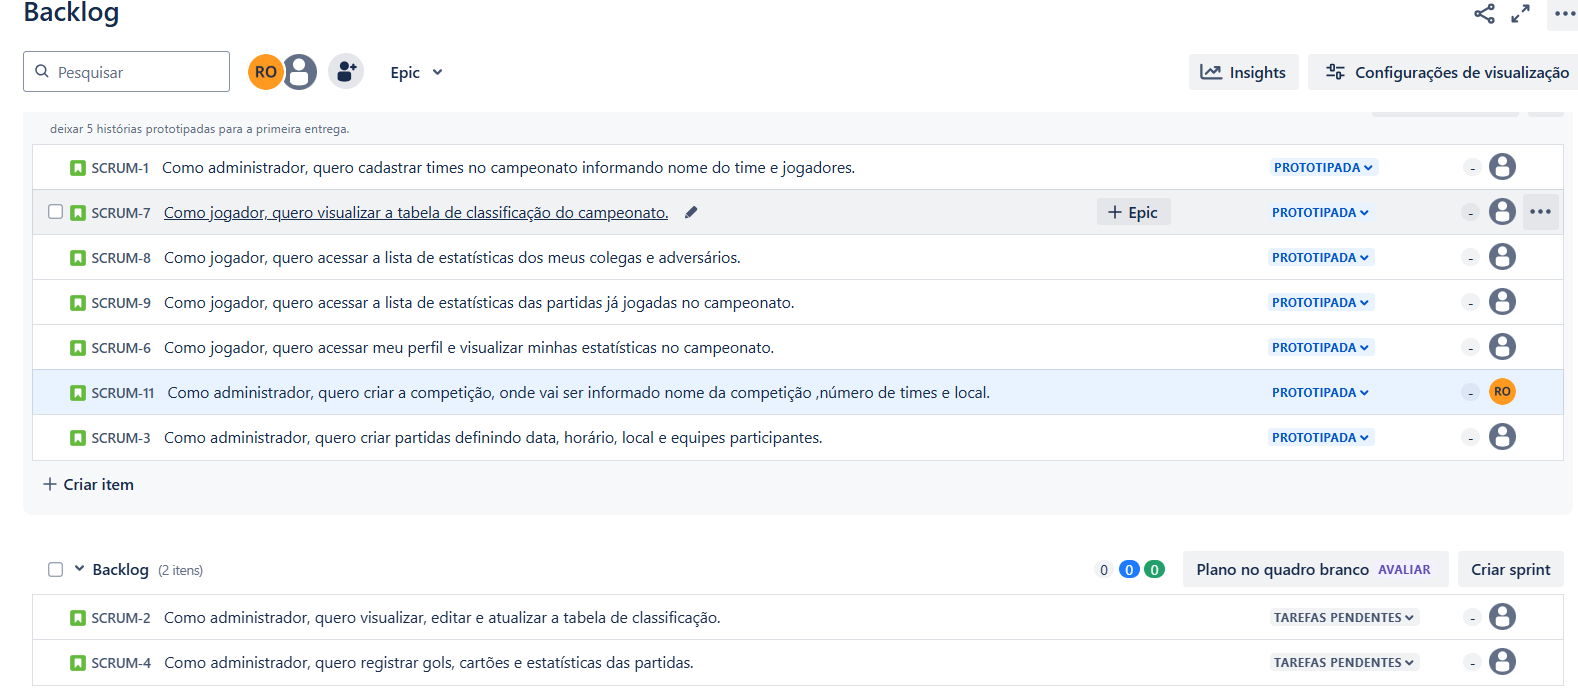 Backlog
Pesquisar
RO
Epic
Insights
Configurações de visualização
deixar 5 histórias prototipadas para a primeira entrega.
SCRUM-1 Como administrador, quero cadastrar times no campeonato informando nome do time e jogadores. PROTOTIPADA -
SCRUM-7 Como jogador, quero visualizar a tabela de classificação do campeonato. + Epic PROTOTIPADA -
SCRUM-8 Como jogador, quero acessar a lista de estatísticas dos meus colegas e adversários. PROTOTIPADA -
SCRUM-9 Como jogador, quero acessar a lista de estatísticas das partidas já jogadas no campeonato. PROTOTIPADA -
SCRUM-6 Como jogador, quero acessar meu perfil e visualizar minhas estatísticas no campeonato. PROTOTIPADA -
SCRUM-11 Como administrador, quero criar a competição, onde vai ser informado nome da competição ,número de times e local. PROTOTIPADA - RO
SCRUM-3 Como administrador, quero criar partidas definindo data, horário, local e equipes participantes. PROTOTIPADA -
+ Criar item
Backlog (2 itens) 0 0 0 Plano no quadro branco AVALIAR Criar sprint
SCRUM-2 Como administrador, quero visualizar, editar e atualizar a tabela de classificação. TAREFAS PENDENTES -
SCRUM-4 Como administrador, quero registrar gols, cartões e estatísticas das partidas. TAREFAS PENDENTES -